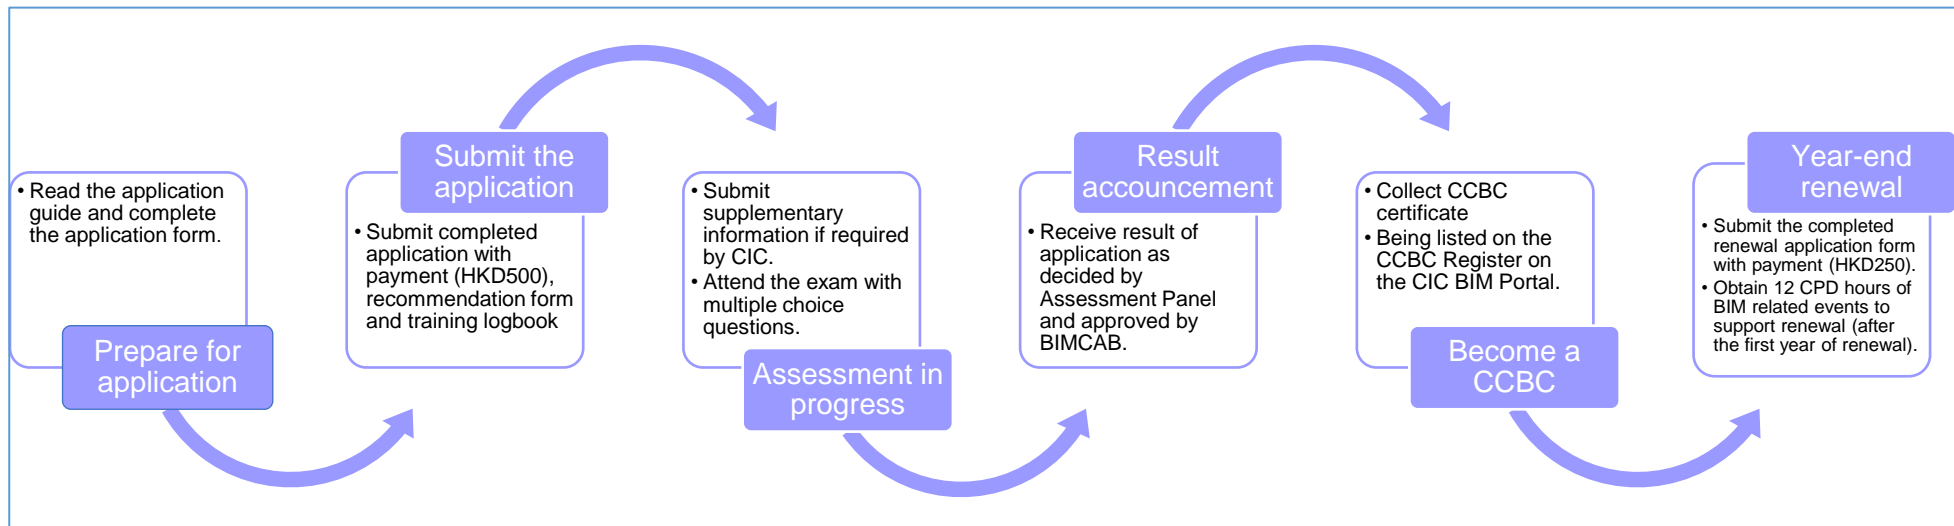 • Read the application
guide and complete
the application form.
Prepare for
application
Submit the
application
• Submit completed
application with
payment (HKD500),
recommendation form
and training logbook
• Submit
supplementary
information if required
by CIC.
• Attend the exam with
multiple choice
questions.
Assessment in
progress
Result
accouncement
• Receive result of
application as
decided by
Assessment Panel
and approved by
BIMCAB.
• Collect CCBC
certificate
• Being listed on the
CCBC Register on
the CIC BIM Portal.
Become a
CCBC
Year-end
renewal
• Submit the completed
renewal application form
with payment (HKD250).
• Obtain 12 CPD hours of
BIM related events to
support renewal (after
the first year of renewal).